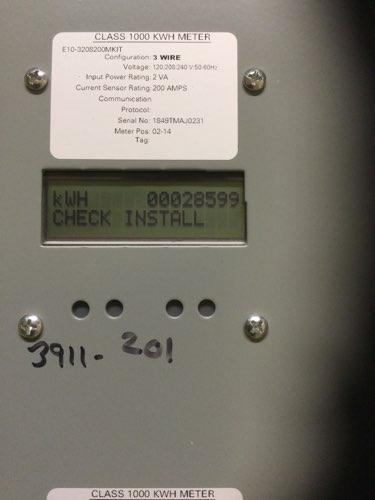 CLASS 1000 KWH METER
E10-3208200MKIT
Configuration: 3 WIRE
Voltage: 120.208.240 V:50-60Hz
Input Power Rating: 2 VA
Current Sensor Rating: 200 AMPS
Communication
Protocol:
Serial No: 1849TMAJ0231
Meter Pos: 02-14
Tag:
kWH 00028599
CHECK INSTALL
3911-201
CLASS 1000 KWH METER